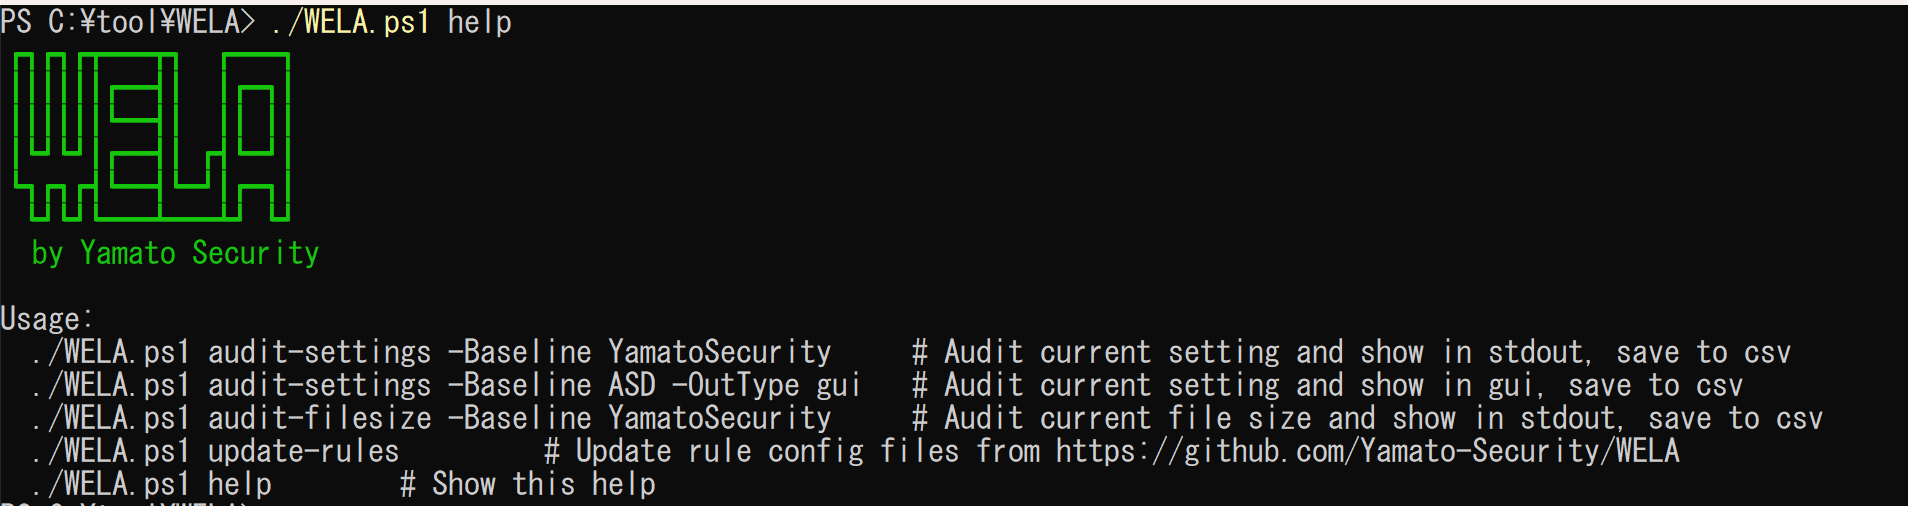 PS C:¥tool¥WELA> ./WELA.ps1 help
WELA
by Yamato Security
Usage:
./WELA.ps1 audit-settings -Baseline YamatoSecurity # Audit current setting and show in stdout, save to csv
./WELA.ps1 audit-settings -Baseline ASD -OutType gui # Audit current setting and show in gui, save to csv
./WELA.ps1 audit-filesize -Baseline YamatoSecurity # Audit current file size and show in stdout, save to csv
./WELA.ps1 update-rules # Update rule config files from https://github.com/Yamato-Security/WELA
./WELA.ps1 help # Show this help